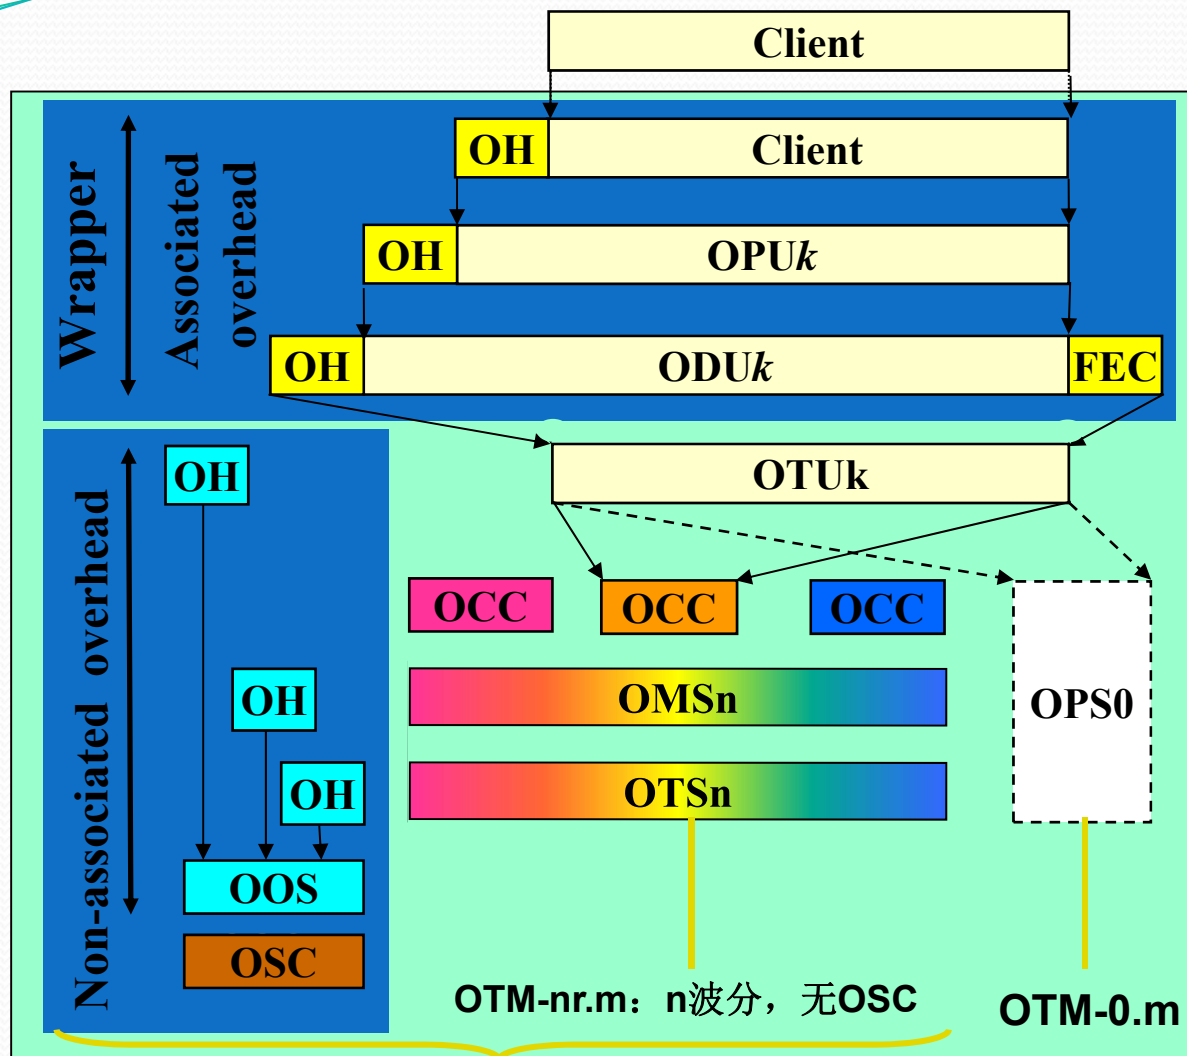 Client
Wrapper
Associated
overhead
OH
Client
OH
OPUk
OH
ODUk
FEC
Non-associated overhead
OH
OTUk
OCC
OCC
OCC
OH
OMSn
OPS0
OH
OTSn
OOS
OSC
OTM-nr.m：n波分，无OSC
OTM-0.m